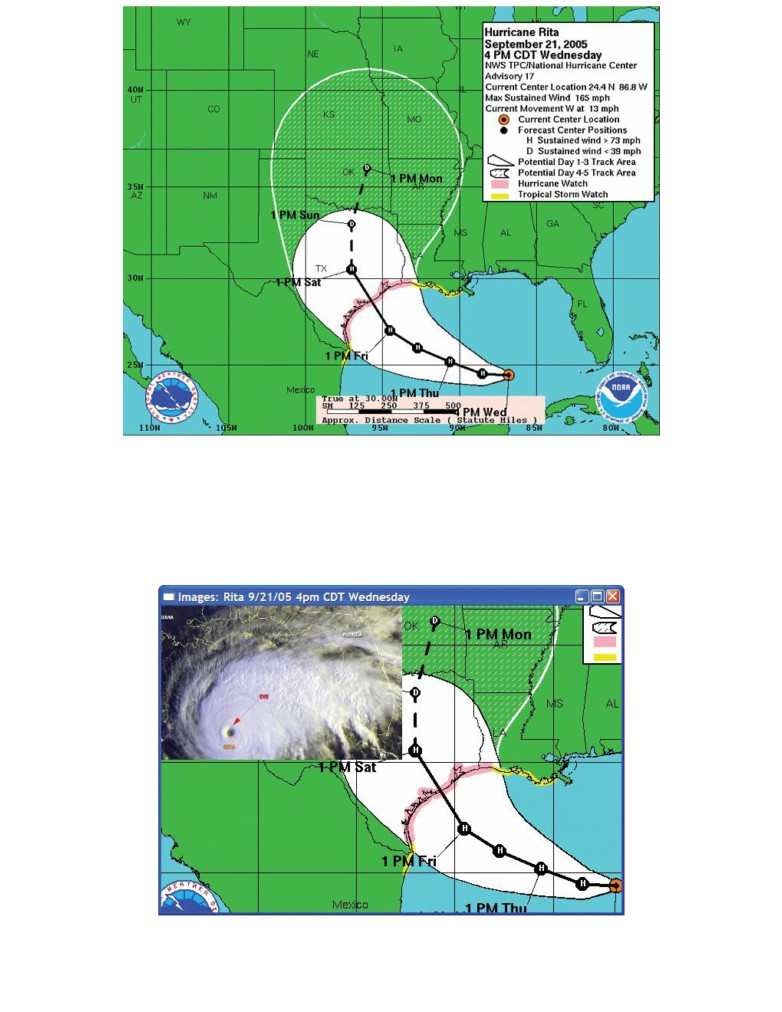 WY
IA
NE
IL
40N
UT
CO
KS
MO
Hurricane Rita
September 21, 2005
4 PM CDT Wednesday
NWS TPC/National Hurricane Center
Advisory 17
Current Center Location 24.4 N 86.8 W
Max Sustained Wind 165 mph
Current Movement W at 13 mph
Current Center Location
Forecast Center Positions
H Sustained wind > 73 mph
D Sustained wind < 39 mph
Potential Day 1-3 Track Area
Potential Day 4-5 Track Area
Hurricane Watch
Tropical Storm Watch
D
OK
1 PM Mon
35N
AZ
NM
AR
SC
1 PM Sun
D
MS
AL
GA
TX
H
LA
30N
1 PM Sat
FL
H
H
1 PM Fri
H
25N
H
Mexico
1 PM Thu
NOAA
True at 30.00N
SM 125 250 375 500
4 PM Wed
Approx. Distance Scale ( Statute Miles )
110W 105W 100W 95W 90W 85W 80W
Images: Rita 9/21/05 4pm CDT Wednesday
FLORIDA
EYE
OK
D
1 PM Mon
AR
D
MS
AL
LA
H
1 PM Sat
H
1 PM Fri
H
H
H
Mexico
1 PM Thu